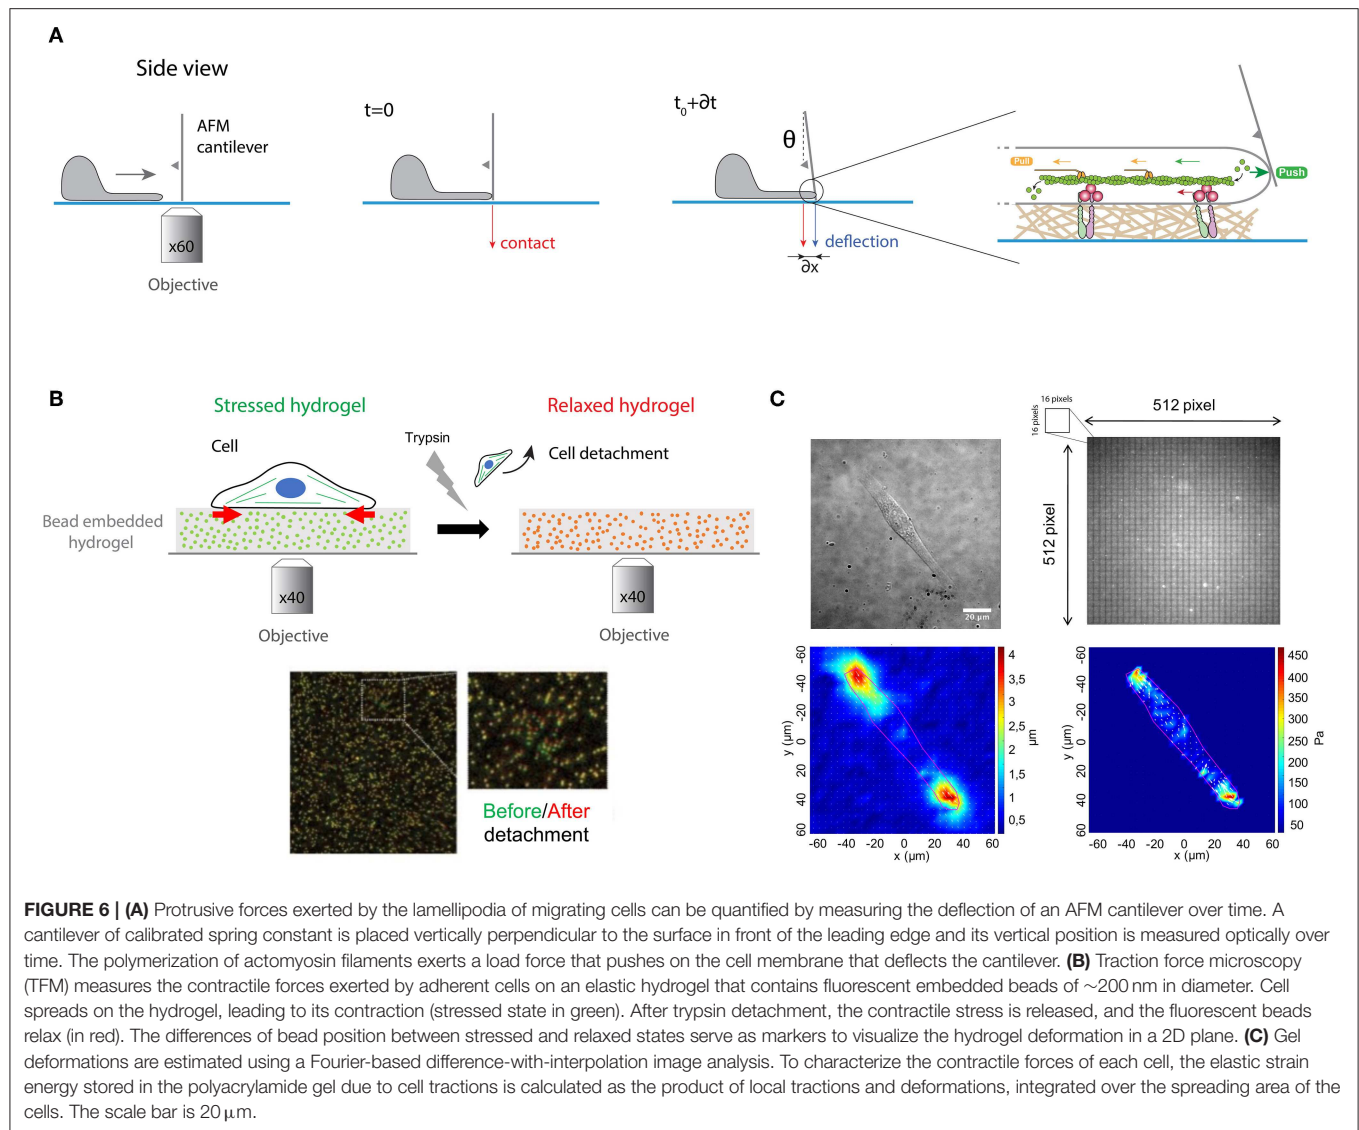 A
Side view
AFM
cantilever
x60
Objective
t=0
contact
t0+∂t
θ
deflection
∂x
Pull
Push
B
Stressed hydrogel
Cell
Bead embedded
hydrogel
x40
Objective
Trypsin
Relaxed hydrogel
Cell detachment
x40
Objective
Before/After
detachment
C
20 µm
16 pixels
16 pixels
512 pixel
512 pixel
-60
-40
-20
0
20
40
60
y (µm)
-60 -40 -20 0 20 40 60
x (µm)
4
3,5
3
2,5
2
1,5
1
0,5
µm
-60
-40
-20
0
20
40
60
y (µm)
-60 -40 -20 0 20 40 60
x (µm)
450
400
350
300
250
200
150
100
50
Pa
FIGURE 6 | (A) Protrusive forces exerted by the lamellipodia of migrating cells can be quantified by measuring the deflection of an AFM cantilever over time. A
cantilever of calibrated spring constant is placed vertically perpendicular to the surface in front of the leading edge and its vertical position is measured optically over
time. The polymerization of actomyosin filaments exerts a load force that pushes on the cell membrane that deflects the cantilever. (B) Traction force microscopy
(TFM) measures the contractile forces exerted by adherent cells on an elastic hydrogel that contains fluorescent embedded beads of ∼200 nm in diameter. Cell
spreads on the hydrogel, leading to its contraction (stressed state in green). After trypsin detachment, the contractile stress is released, and the fluorescent beads
relax (in red). The differences of bead position between stressed and relaxed states serve as markers to visualize the hydrogel deformation in a 2D plane. (C) Gel
deformations are estimated using a Fourier-based difference-with-interpolation image analysis. To characterize the contractile forces of each cell, the elastic strain
energy stored in the polyacrylamide gel due to cell tractions is calculated as the product of local tractions and deformations, integrated over the spreading area of the
cells. The scale bar is 20 µm.